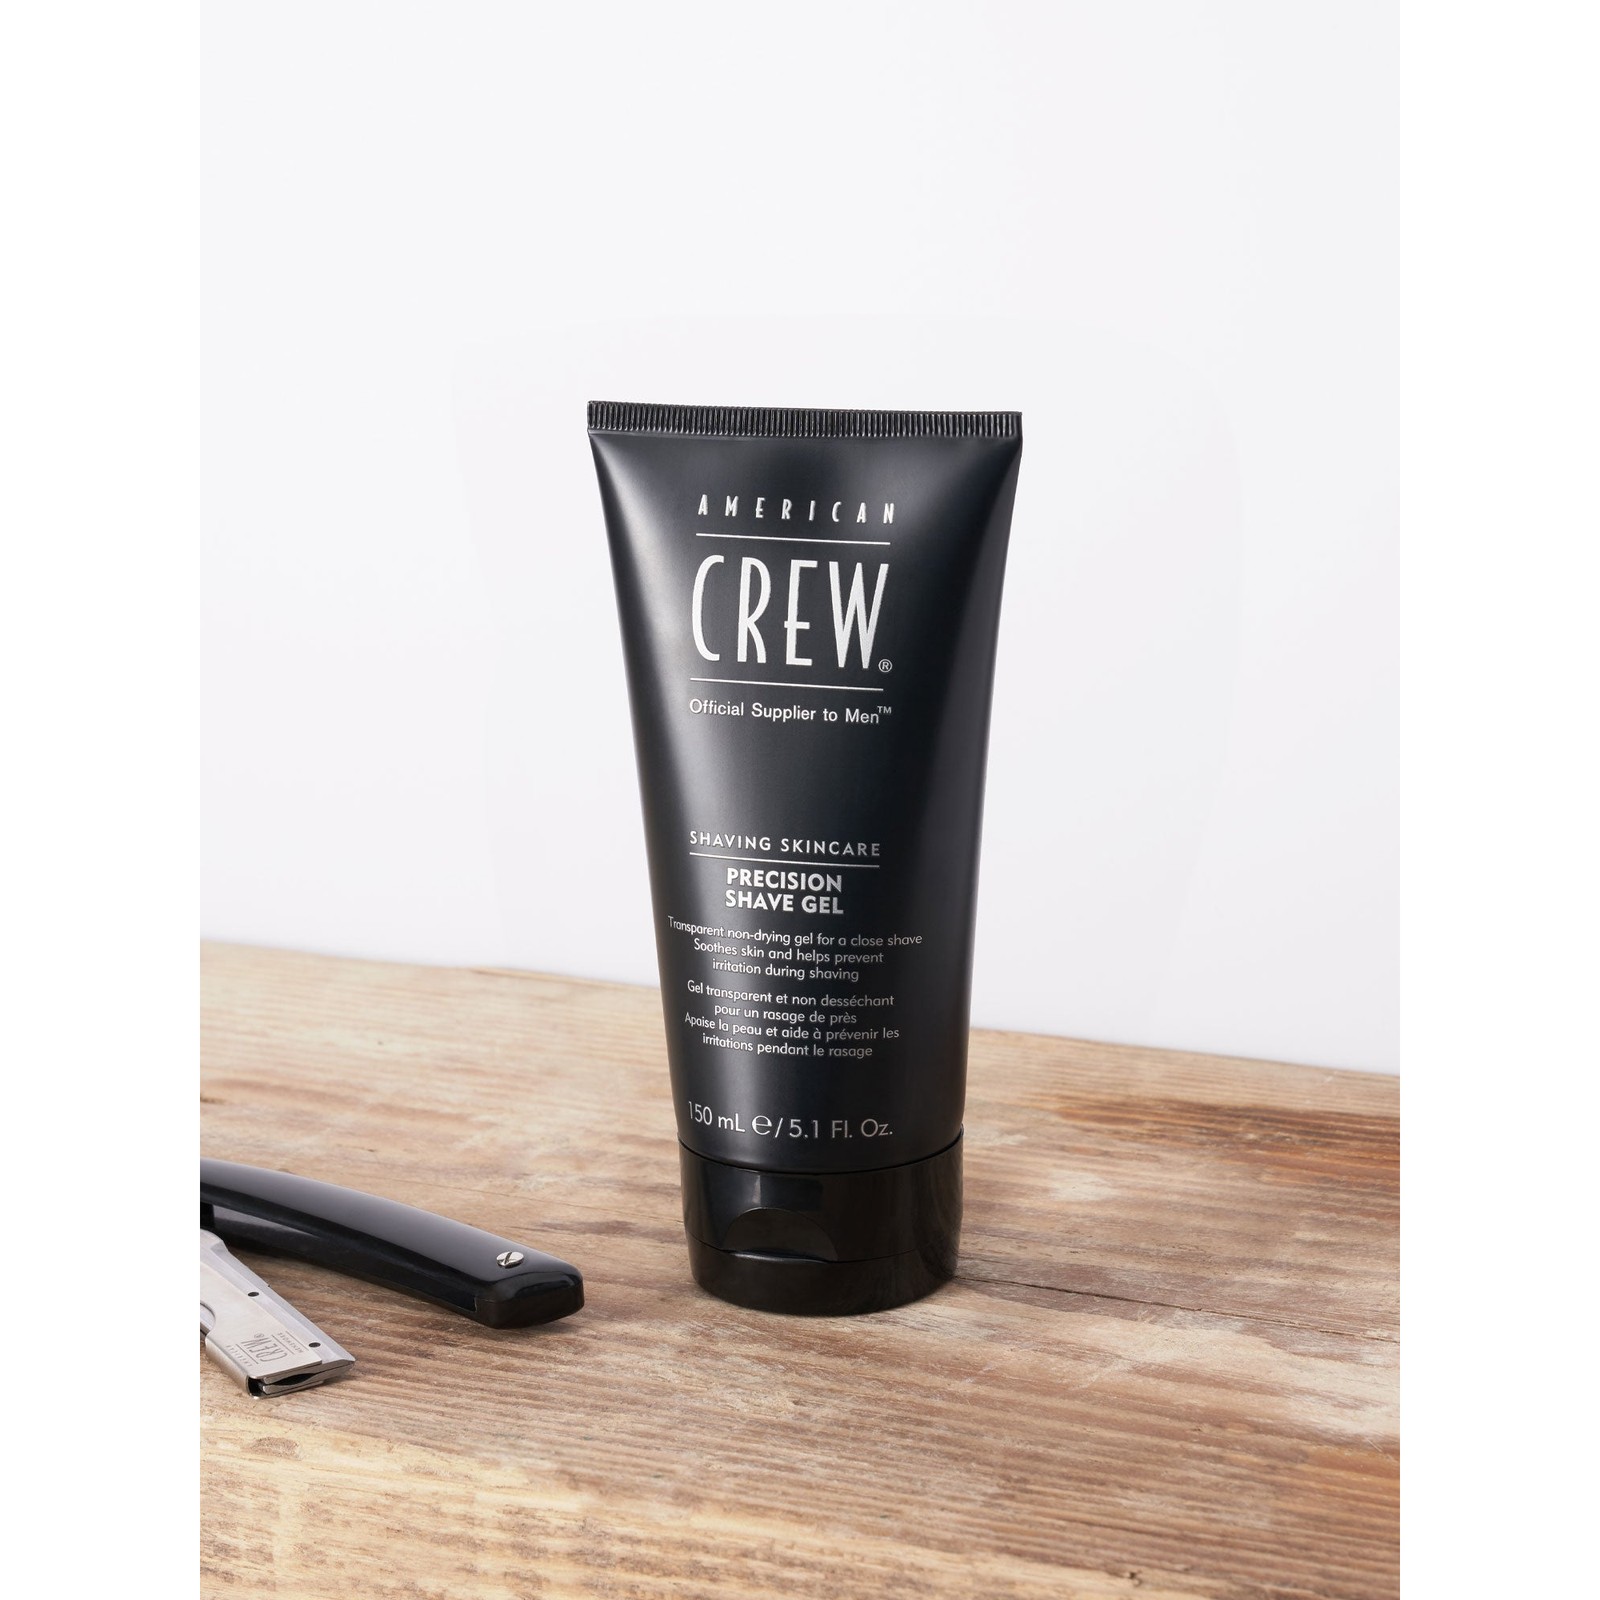 AMERICAN
CREW®
Official Supplier to Men™
SHAVING SKINCARE
PRECISION
SHAVE GEL
Transparent non-drying gel for a close shave
Soothes skin and helps prevent
irritation during shaving
Gel transparent et non desséchant
pour un rasage de près
Apaise la peau et aide à prévenir les
irritations pendant le rasage
150 mL ℮/ 5.1 Fl. Oz.
CREW®